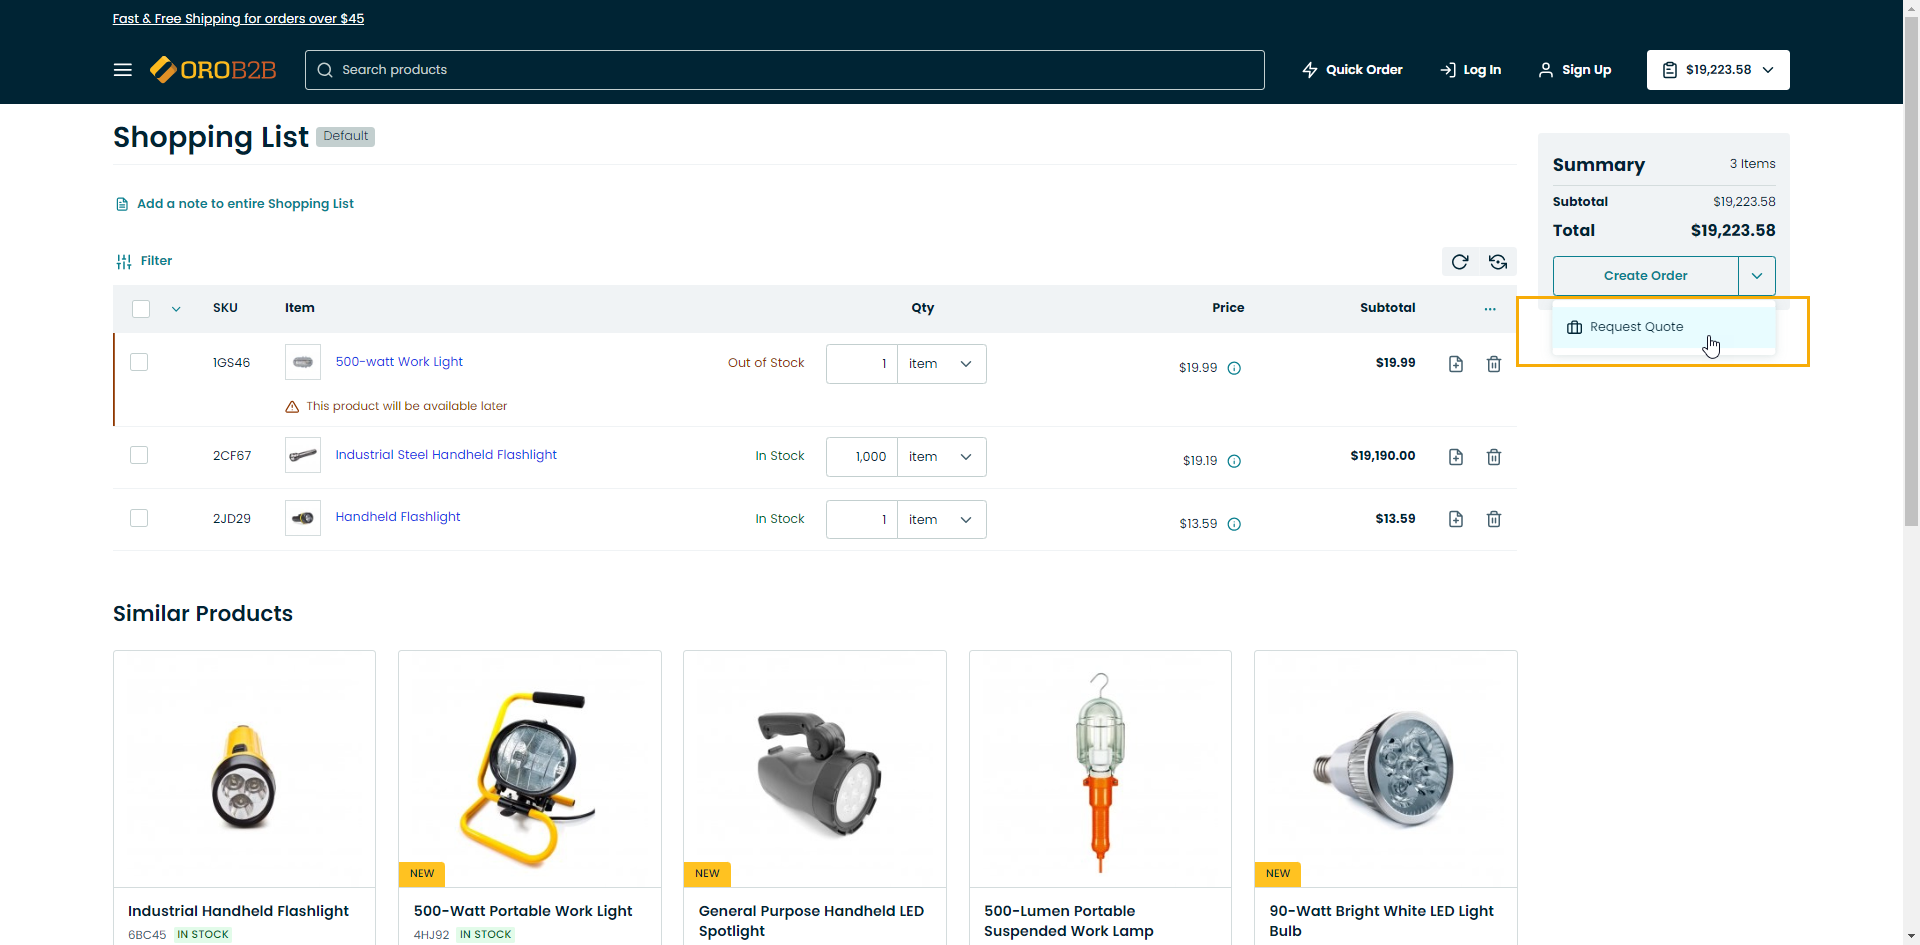 Fast & Free Shipping for orders over $45
OROB2B
Search products
Quick Order
Log In
Sign Up
$19,223.58
Shopping List Default
Add a note to entire Shopping List
Filter
SKU Item Qty Price Subtotal ...
1GS46 500-watt Work Light Out of Stock 1 item $19.99 $19.99
This product will be available later
2CF67 Industrial Steel Handheld Flashlight In Stock 1,000 item $19.19 $19,190.00
2JD29 Handheld Flashlight In Stock 1 item $13.59 $13.59
Summary 3 Items
Subtotal $19,223.58
Total $19,223.58
Create Order
Request Quote
Similar Products
Industrial Handheld Flashlight
6BC45 IN STOCK
NEW
500-Watt Portable Work Light
4HJ92 IN STOCK
NEW
General Purpose Handheld LED
Spotlight
500-Lumen Portable
Suspended Work Lamp
NEW
90-Watt Bright White LED Light
Bulb